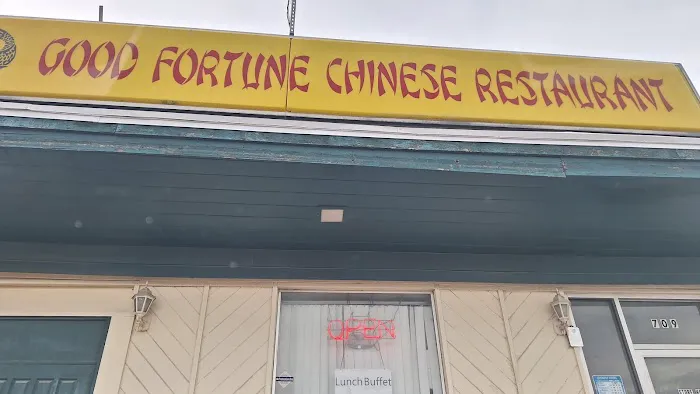 GOOD FORTUNE CHINESE RESTAURANT
OPEN
709
Lunch Buffet